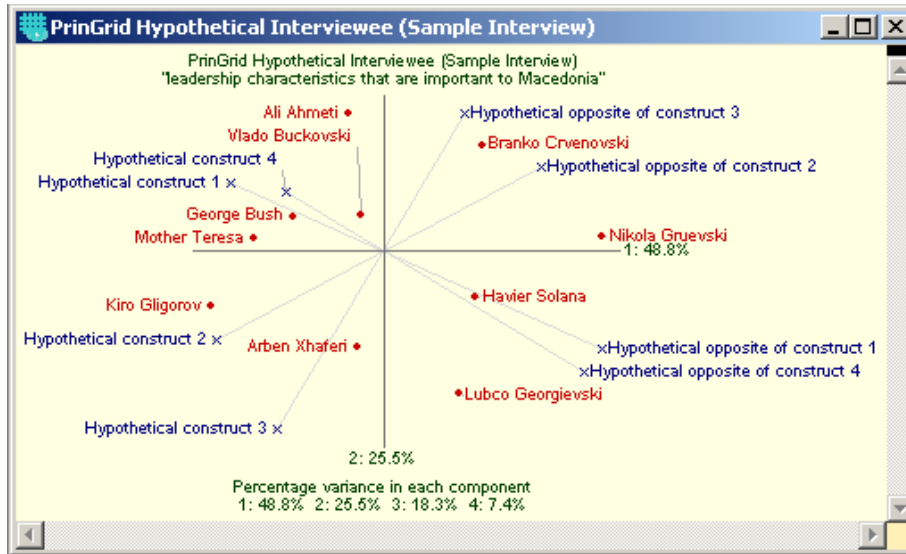 PrinGrid Hypothetical Interviewee (Sample Interview)
PrinGrid Hypothetical Interviewee (Sample Interview)
"leadership characteristics that are important to Macedonia"
Ali Ahmeti
Hypothetical opposite of construct 3
Vlado Buckovski
Branko Crvenovski
Hypothetical construct 4
Hypothetical opposite of construct 2
Hypothetical construct 1
George Bush
Mother Teresa
Nikola Gruevski
1: 48.8%
Havier Solana
Kiro Gligorov
Hypothetical construct 2
Arben Xhaferi
Hypothetical opposite of construct 1
Hypothetical opposite of construct 4
Lubco Georgievski
Hypothetical construct 3
2: 25.5%
Percentage variance in each component
1: 48.8% 2: 25.5% 3: 18.3% 4: 7.4%